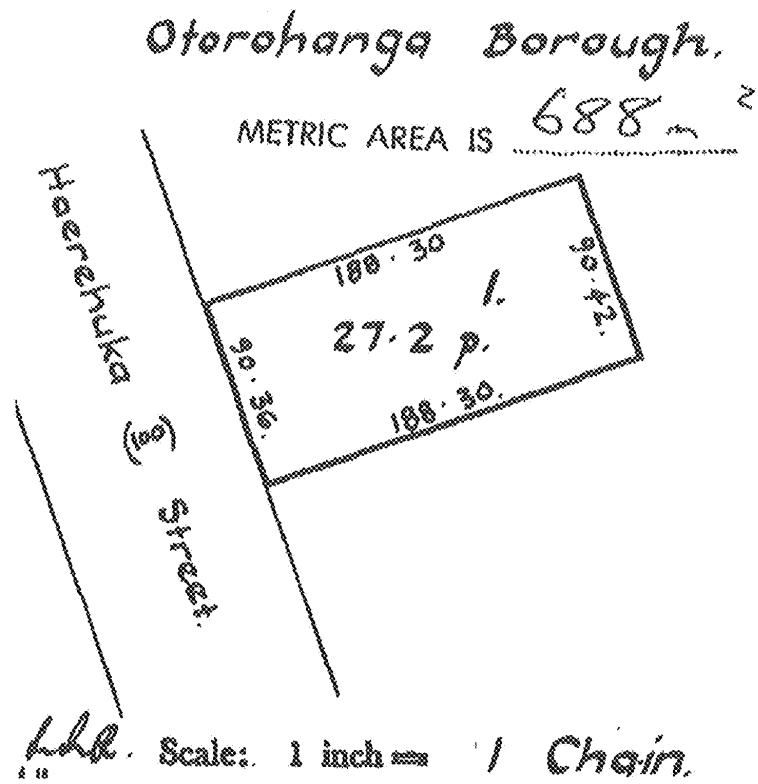 Otorohanga Borough.
METRIC AREA IS 688 m²
Haerehuka (100) Street.
188·30
1.
27·2 p.
90·42.
90·36.
188·30.
Scale: 1 inch = 1 Chain.